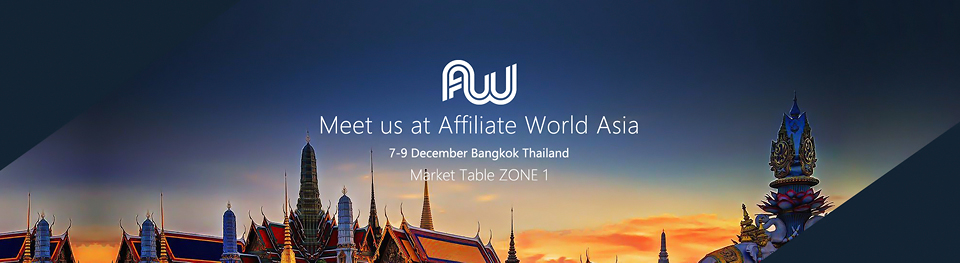 AW
Meet us at Affiliate World Asia
7-9 December Bangkok Thailand
Market Table ZONE 1